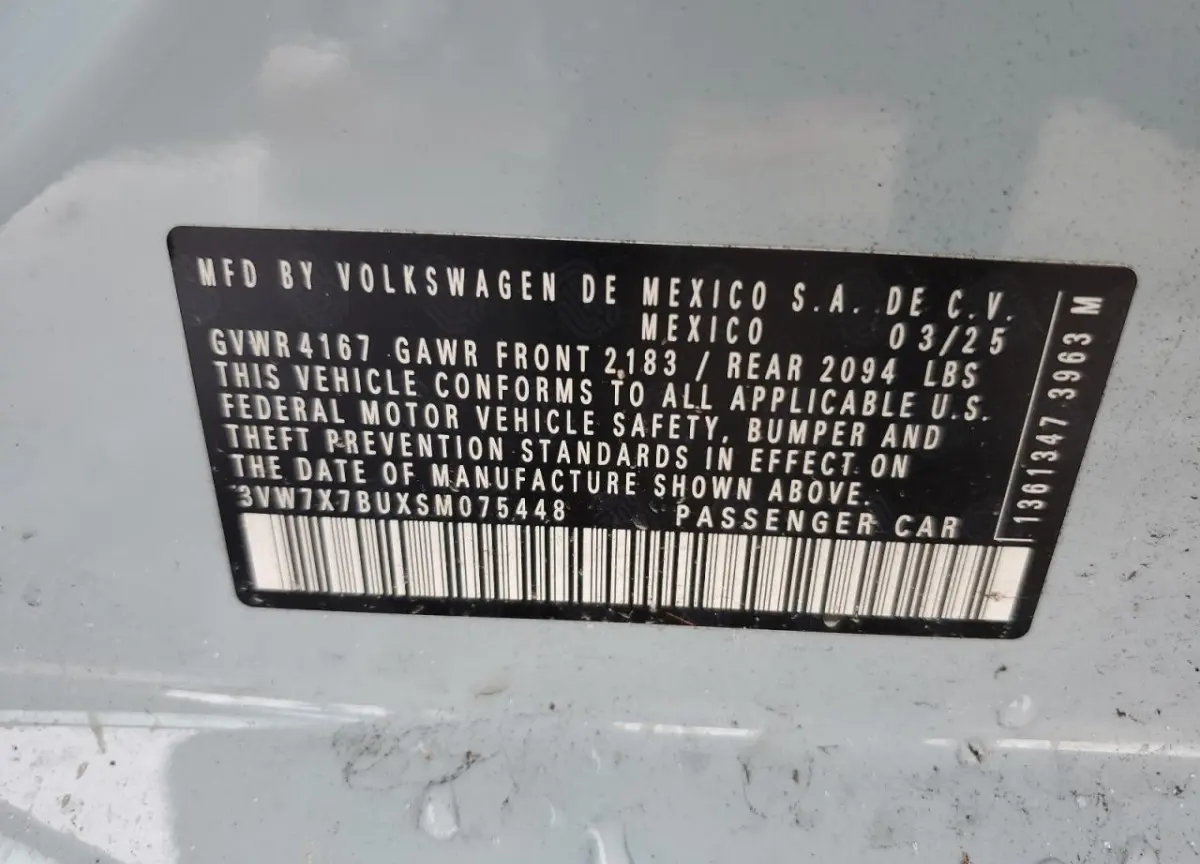 MFD BY VOLKSWAGEN DE MEXICO S.A. DE C.V.
MEXICO 03/25
GVWR 4167 GAWR FRONT 2,183 / REAR 2094 LBS
THIS VEHICLE CONFORMS TO ALL APPLICABLE U.S.
FEDERAL MOTOR VEHICLE SAFETY, BUMPER AND
THEFT PREVENTION STANDARDS IN EFFECT ON
THE DATE OF MANUFACTURE SHOWN ABOVE.
3VW7X7BUXSM075448 PASSENGER CAR
1361347 3963 M